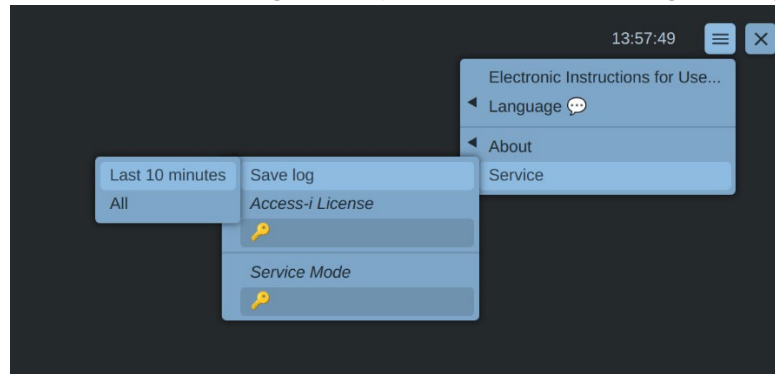 13:57:49
Electronic Instructions for Use...
Language
About
Service
Save log
Access-i License
Service Mode
Last 10 minutes
All